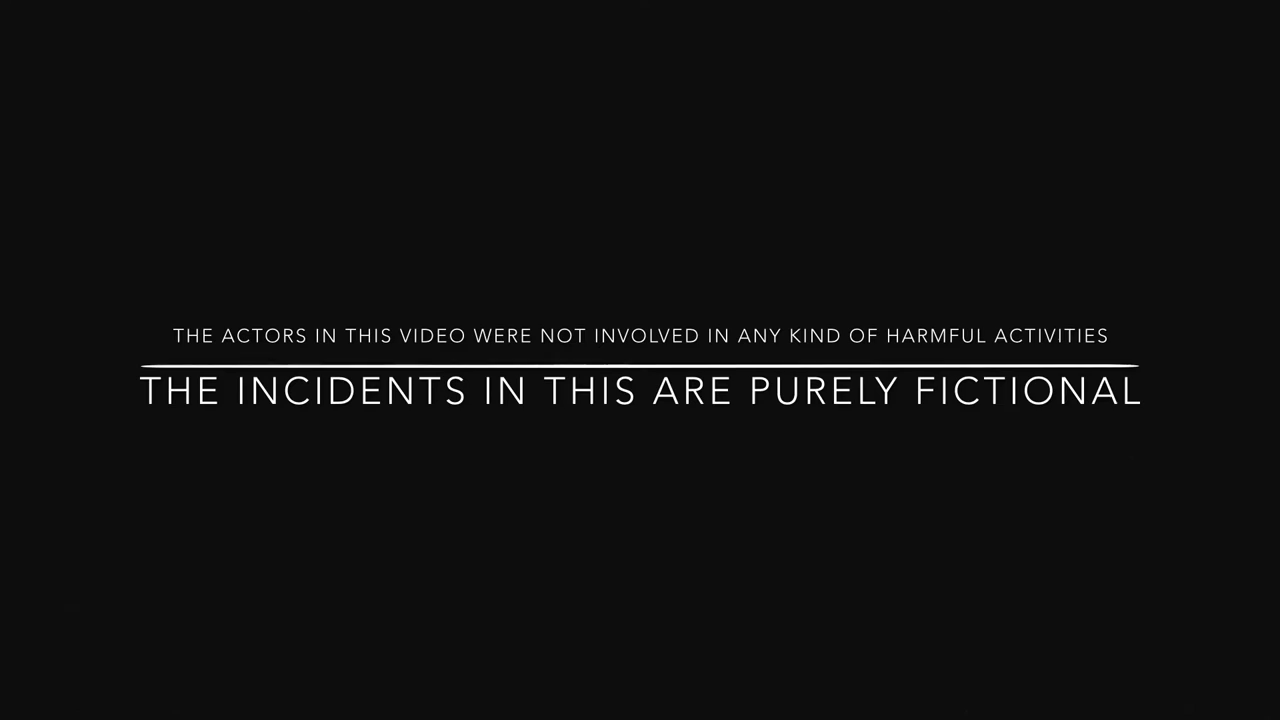 THE ACTORS IN THIS VIDEO WERE NOT INVOLVED IN ANY KIND OF HARMFUL ACTIVITIES
THE INCIDENTS IN THIS ARE PURELY FICTIONAL